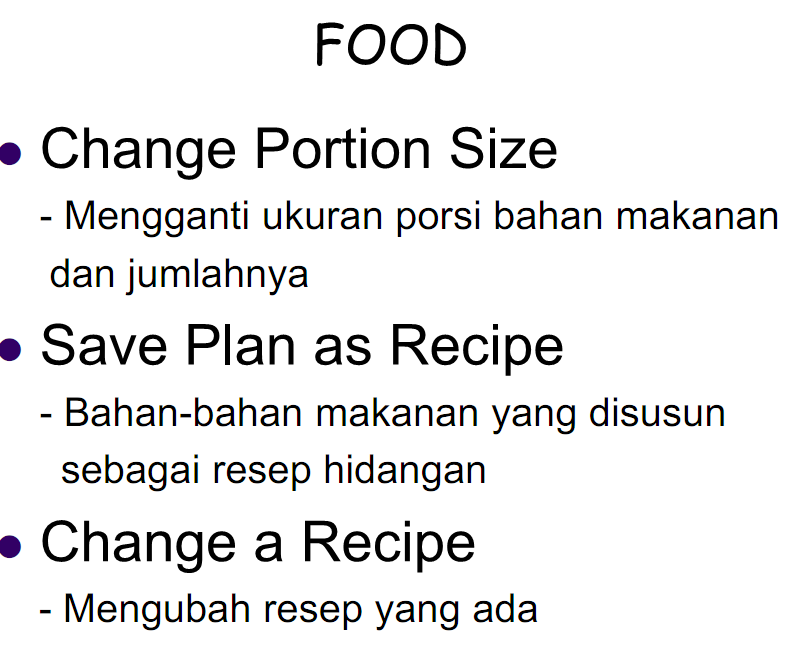 FOOD
● Change Portion Size
- Mengganti ukuran porsi bahan makanan
dan jumlahnya
● Save Plan as Recipe
- Bahan-bahan makanan yang disusun
sebagai resep hidangan
● Change a Recipe
- Mengubah resep yang ada